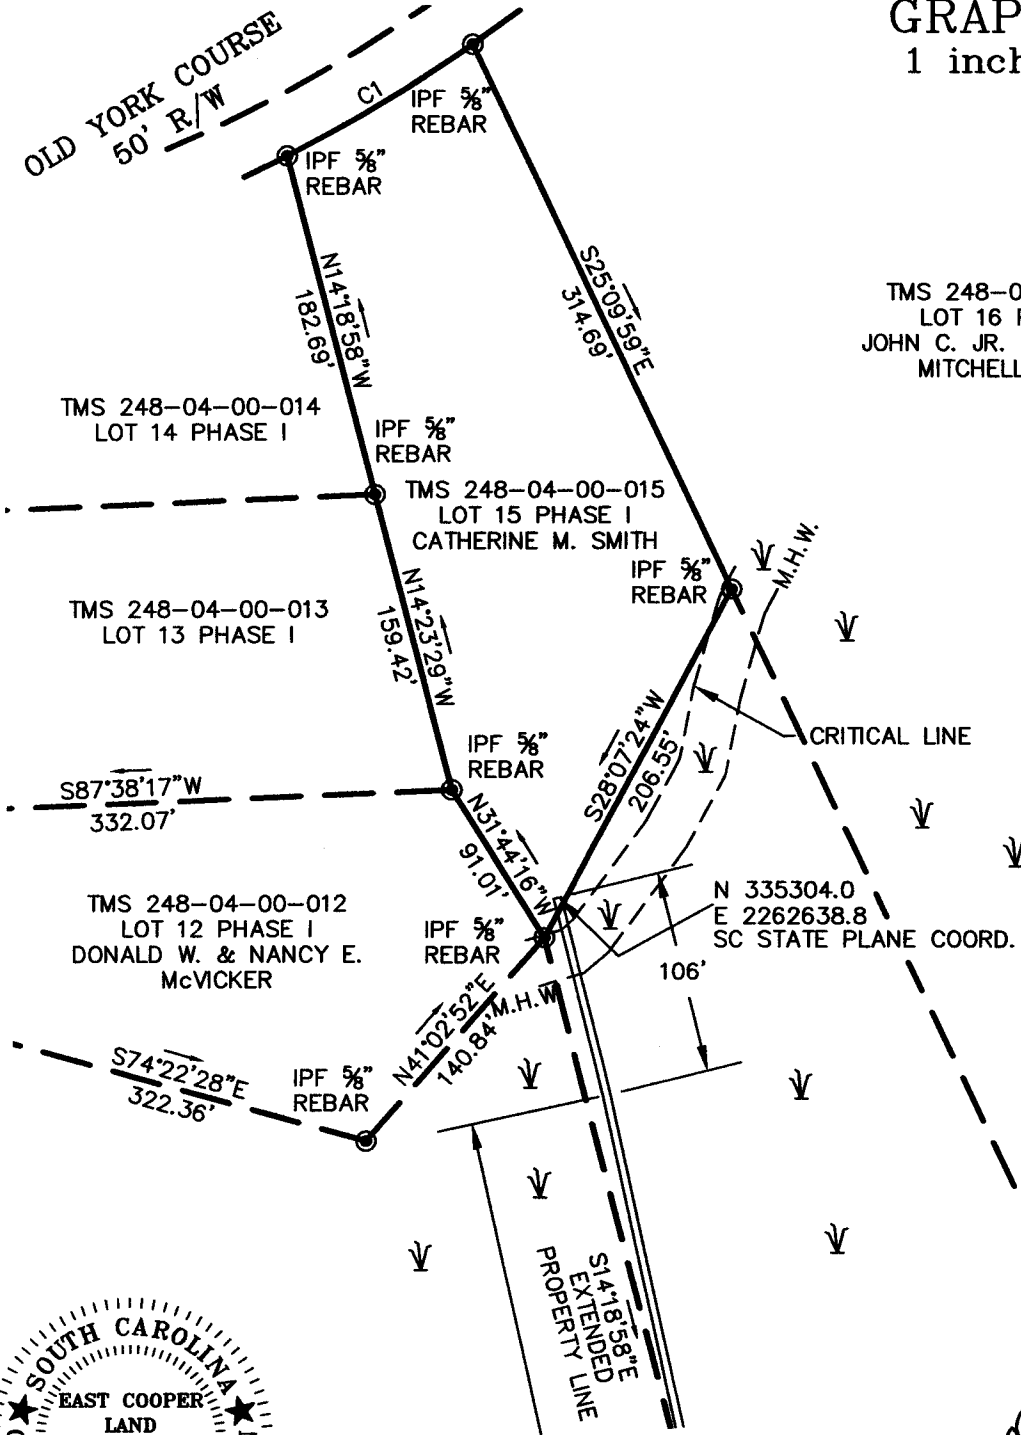 GRAP
1 inch
OLD YORK COURSE
50' R/W
C1
IPF 5/8"
REBAR
IPF 5/8"
REBAR
N14°18'58"W
182.69'
S25°09'59"E
314.69'
TMS 248-0
LOT 16 P
JOHN C. JR.
MITCHELL
TMS 248-04-00-014
LOT 14 PHASE I
IPF 5/8"
REBAR
TMS 248-04-00-015
LOT 15 PHASE I
CATHERINE M. SMITH
IPF 5/8"
REBAR
M.H.W.
TMS 248-04-00-013
LOT 13 PHASE I
N14°23'29"W
159.42'
S28°07'24"W
206.55'
CRITICAL LINE
IPF 5/8"
REBAR
S87°38'17"W
332.07'
N31°44'16"W
91.01'
TMS 248-04-00-012
LOT 12 PHASE I
DONALD W. & NANCY E.
McVICKER
IPF 5/8"
REBAR
N 335304.0
E 2262638.8
SC STATE PLANE COORD.
106'
M.H.W
N41°02'52"E
140.84'
S74°22'28"E
322.36'
IPF 5/8"
REBAR
S14°18'58"E
EXTENDED
PROPERTY LINE
SOUTH CAROLINA
EAST COOPER
LAND